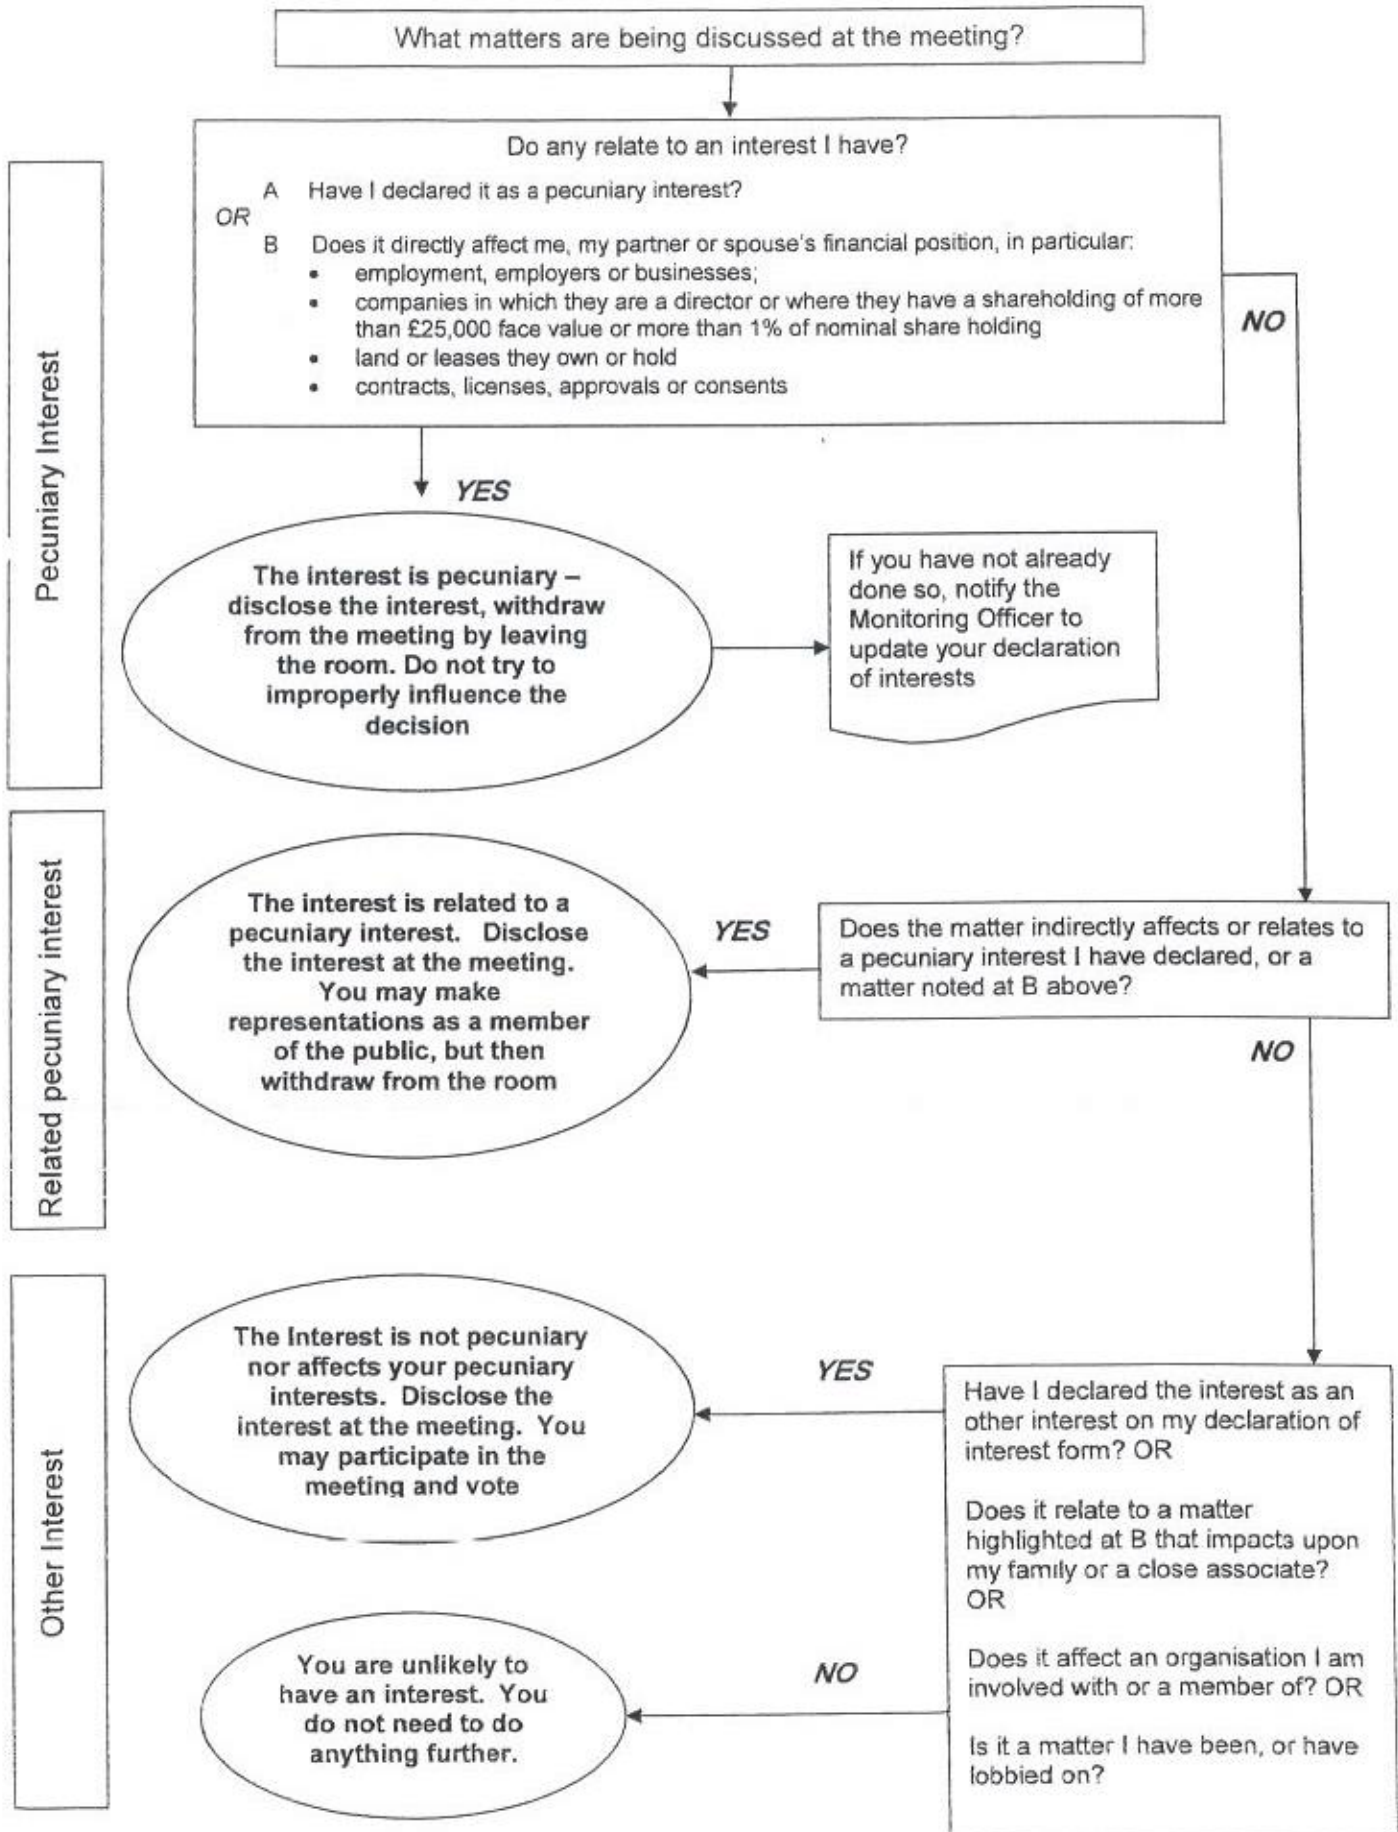 What matters are being discussed at the meeting?
Do any relate to an interest I have?
A Have I declared it as a pecuniary interest?
OR
B Does it directly affect me, my partner or spouse's financial position, in particular:
• employment, employers or businesses;
• companies in which they are a director or where they have a shareholding of more
than £25,000 face value or more than 1% of nominal share holding
• land or leases they own or hold
• contracts, licenses, approvals or consents
NO
Pecuniary Interest
YES
The interest is pecuniary –
disclose the interest, withdraw
from the meeting by leaving
the room. Do not try to
improperly influence the
decision
If you have not already
done so, notify the
Monitoring Officer to
update your declaration
of interests
Related pecuniary interest
The interest is related to a
pecuniary interest. Disclose
the interest at the meeting.
You may make
representations as a member
of the public, but then
withdraw from the room
YES
Does the matter indirectly affects or relates to
a pecuniary interest I have declared, or a
matter noted at B above?
NO
Other Interest
The Interest is not pecuniary
nor affects your pecuniary
interests. Disclose the
interest at the meeting. You
may participate in the
meeting and vote
YES
Have I declared the interest as an
other interest on my declaration of
interest form? OR
Does it relate to a matter
highlighted at B that impacts upon
my family or a close associate?
OR
Does it affect an organisation I am
involved with or a member of? OR
Is it a matter I have been, or have
lobbied on?
NO
You are unlikely to
have an interest. You
do not need to do
anything further.